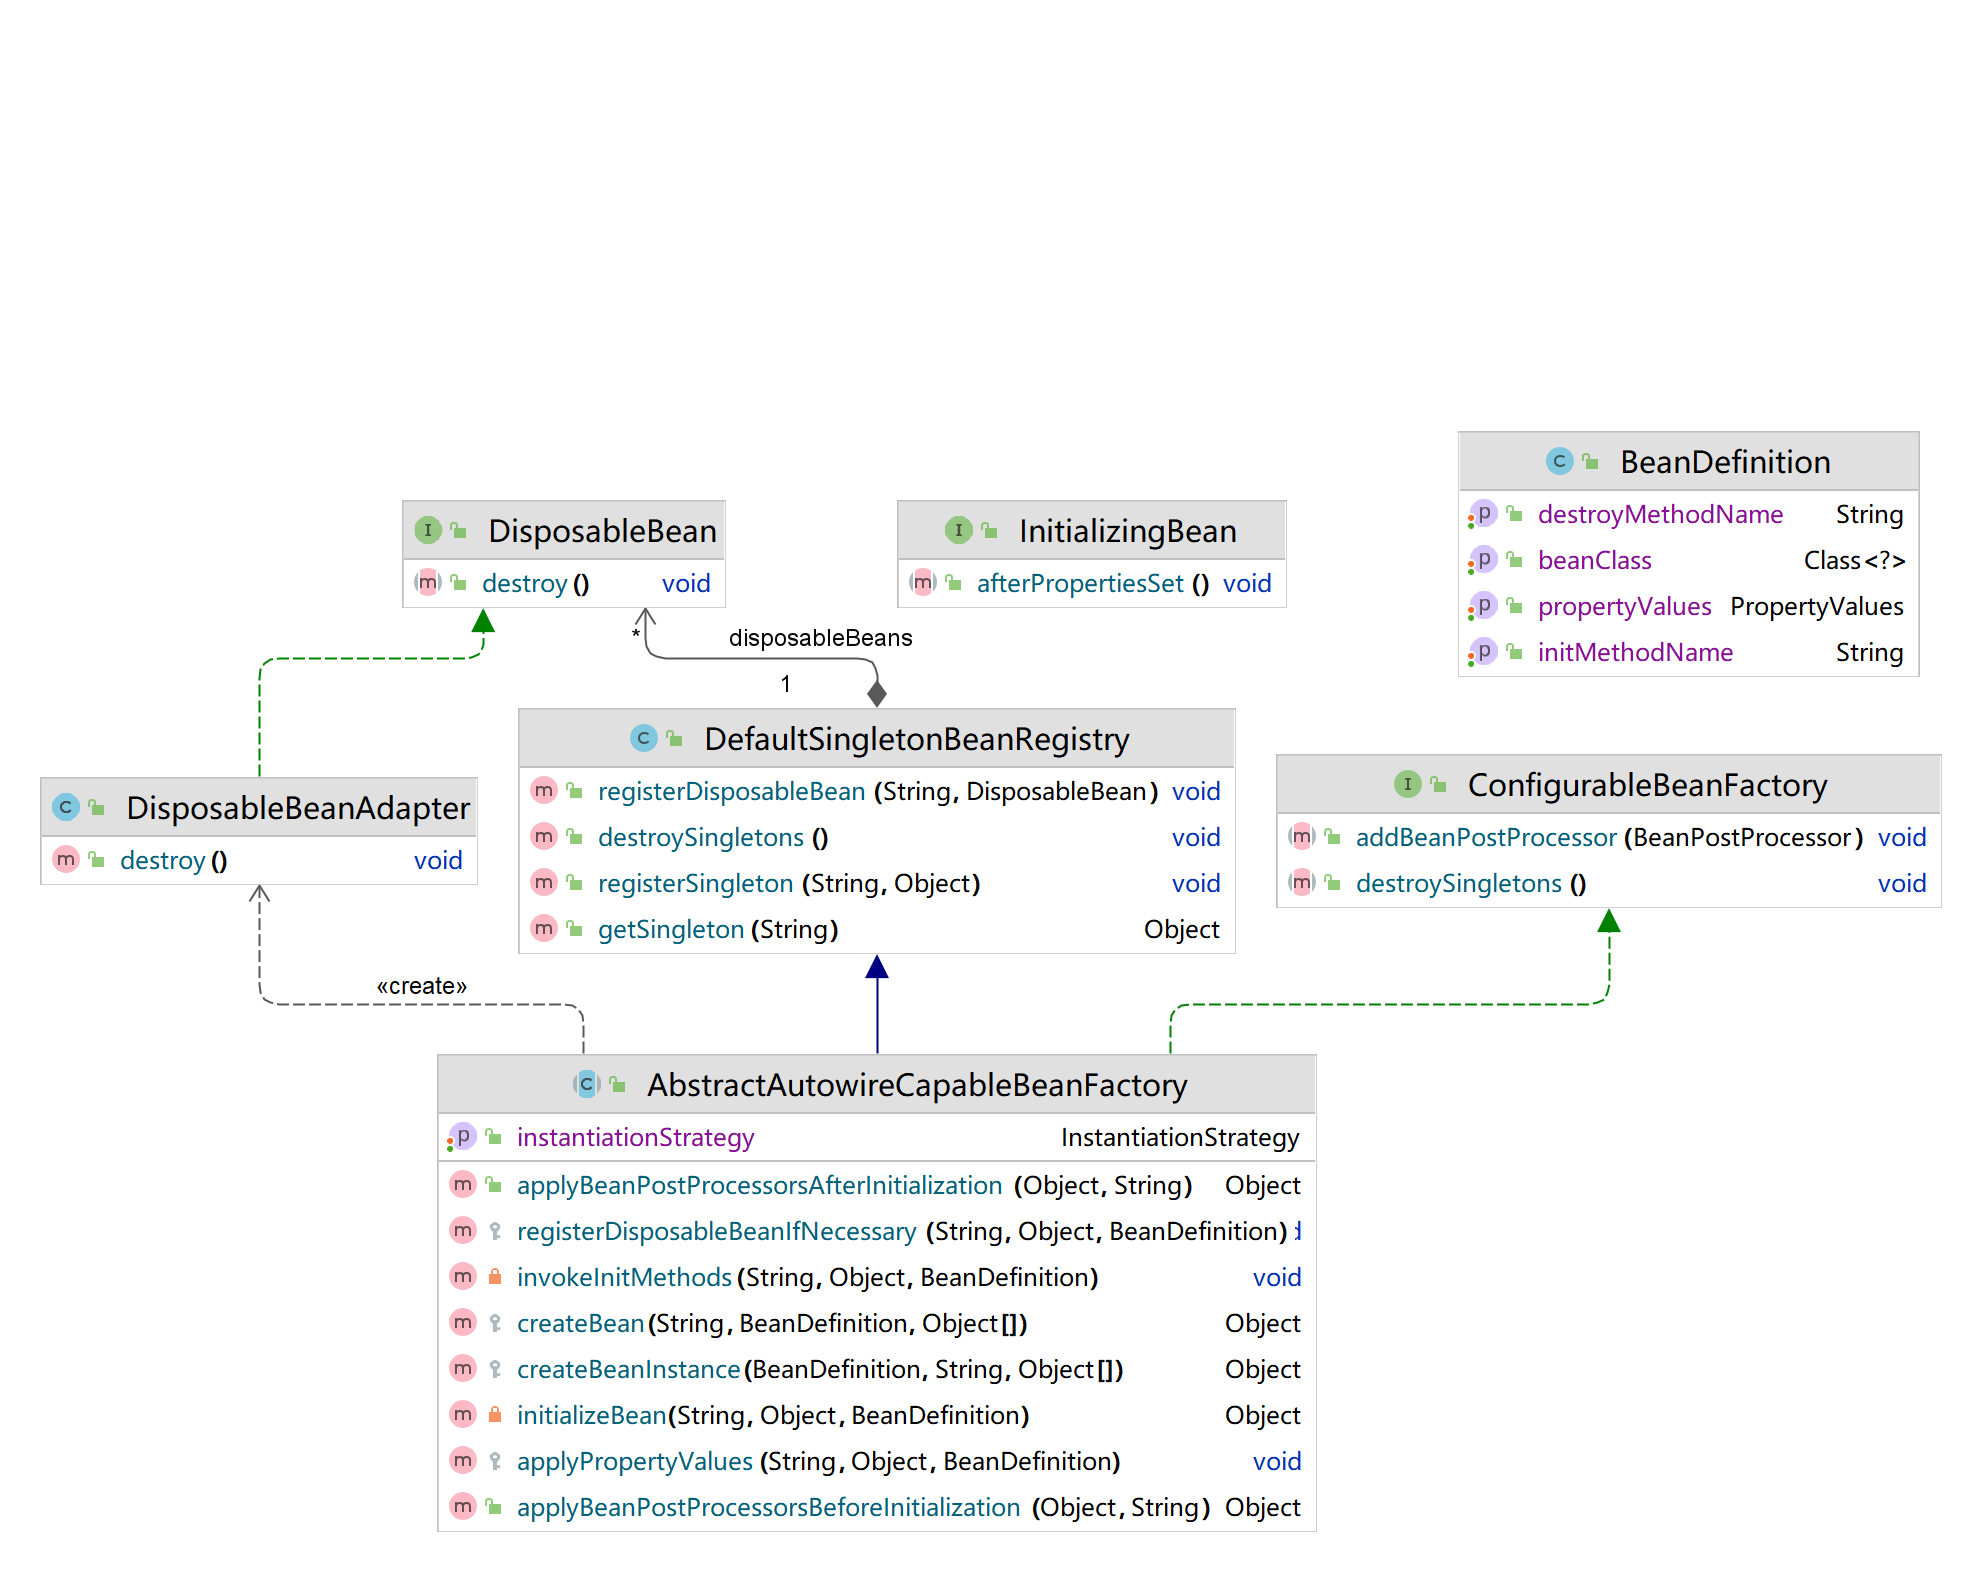 BeanDefinition
destroyMethodName String
beanClass Class<?>
propertyValues PropertyValues
initMethodName String
DisposableBean
destroy () void
InitializingBean
afterPropertiesSet () void
* disposableBeans
1
DefaultSingletonBeanRegistry
registerDisposableBean (String, DisposableBean) void
destroySingletons () void
registerSingleton (String, Object) void
getSingleton (String) Object
ConfigurableBeanFactory
addBeanPostProcessor (BeanPostProcessor) void
destroySingletons () void
DisposableBeanAdapter
destroy () void
«create»
AbstractAutowireCapableBeanFactory
instantiationStrategy InstantiationStrategy
applyBeanPostProcessorsAfterInitialization (Object, String) Object
registerDisposableBeanIfNecessary (String, Object, BeanDefinition)
invokeInitMethods (String, Object, BeanDefinition) void
createBean (String, BeanDefinition, Object[]) Object
createBeanInstance (BeanDefinition, String, Object[]) Object
initializeBean (String, Object, BeanDefinition) Object
applyPropertyValues (String, Object, BeanDefinition) void
applyBeanPostProcessorsBeforeInitialization (Object, String) Object